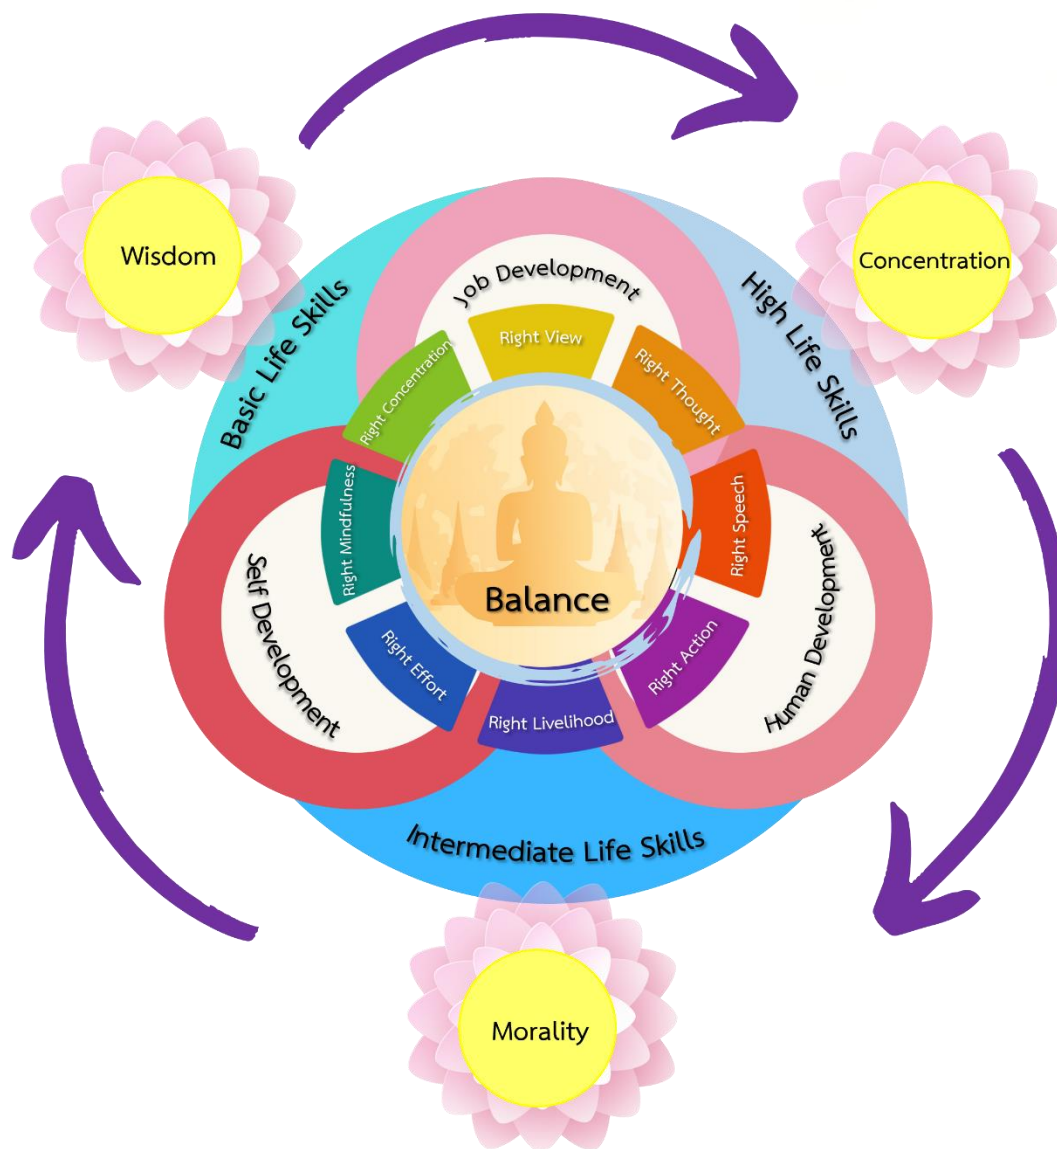 Wisdom
Concentration
Basic Life Skills
High Life Skills
Job Development
Right View
Right Thought
Right Concentration
Right Speech
Right Mindfulness
Self Development
Human Development
Balance
Right Effort
Right Action
Right Livelihood
Intermediate Life Skills
Morality